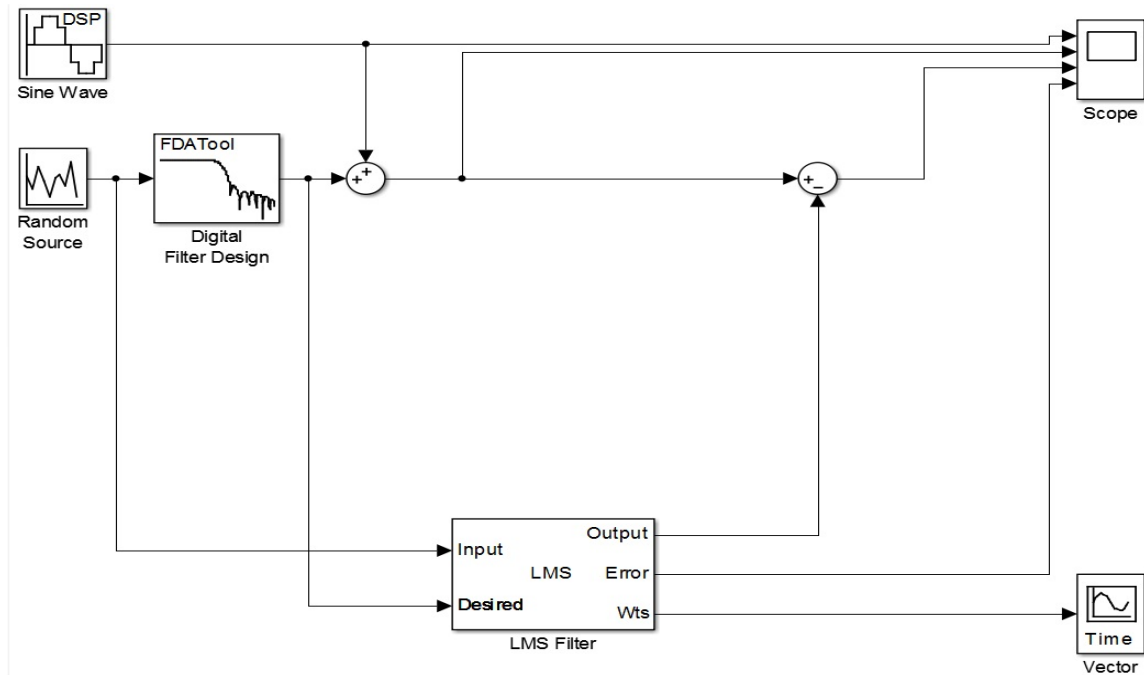 DSP
Sine Wave
Scope
FDATool
Random
Source
Digital
Filter Design
Input
Output
LMS
Error
Desired
Wts
LMS Filter
Time
Vector